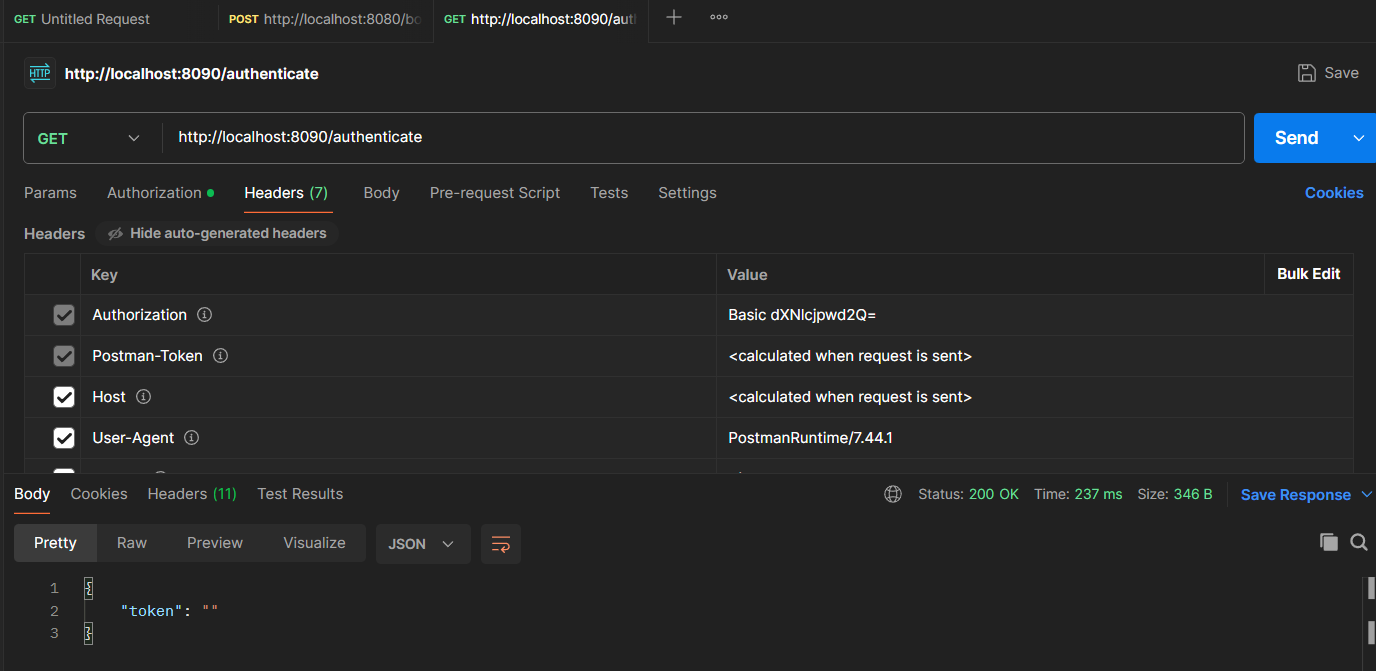 GET Untitled Request POST http://localhost:8080/bo GET http://localhost:8090/aut
HTTP http://localhost:8090/authenticate Save
GET http://localhost:8090/authenticate Send
Params Authorization Headers (7) Body Pre-request Script Tests Settings Cookies
Headers Hide auto-generated headers
Key Value Bulk Edit
Authorization Basic dXNlcjpwd2Q=
Postman-Token <calculated when request is sent>
Host <calculated when request is sent>
User-Agent PostmanRuntime/7.44.1
Body Cookies Headers (11) Test Results Status: 200 OK Time: 237 ms Size: 346 B Save Response
Pretty Raw Preview Visualize JSON
1 {
2 "token": ""
3 }